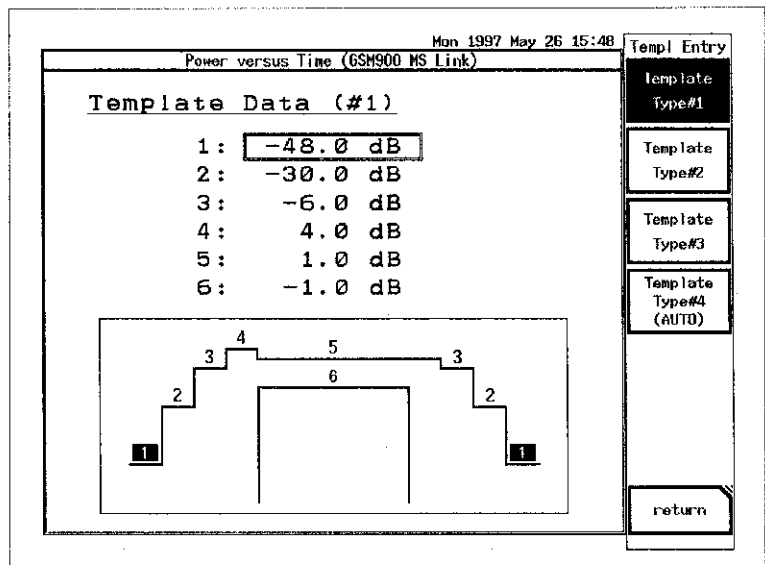 Mon 1997 May 26 15:48
Power versus Time (GSM900 MS Link)
Template Data (#1)
1: -48.0 dB
2: -30.0 dB
3: -6.0 dB
4: 4.0 dB
5: 1.0 dB
6: -1.0 dB
4
3 5 3
6
2 2
1 1
Templ Entry
Template
Type#1
Template
Type#2
Template
Type#3
Template
Type#4
(AUTO)
return